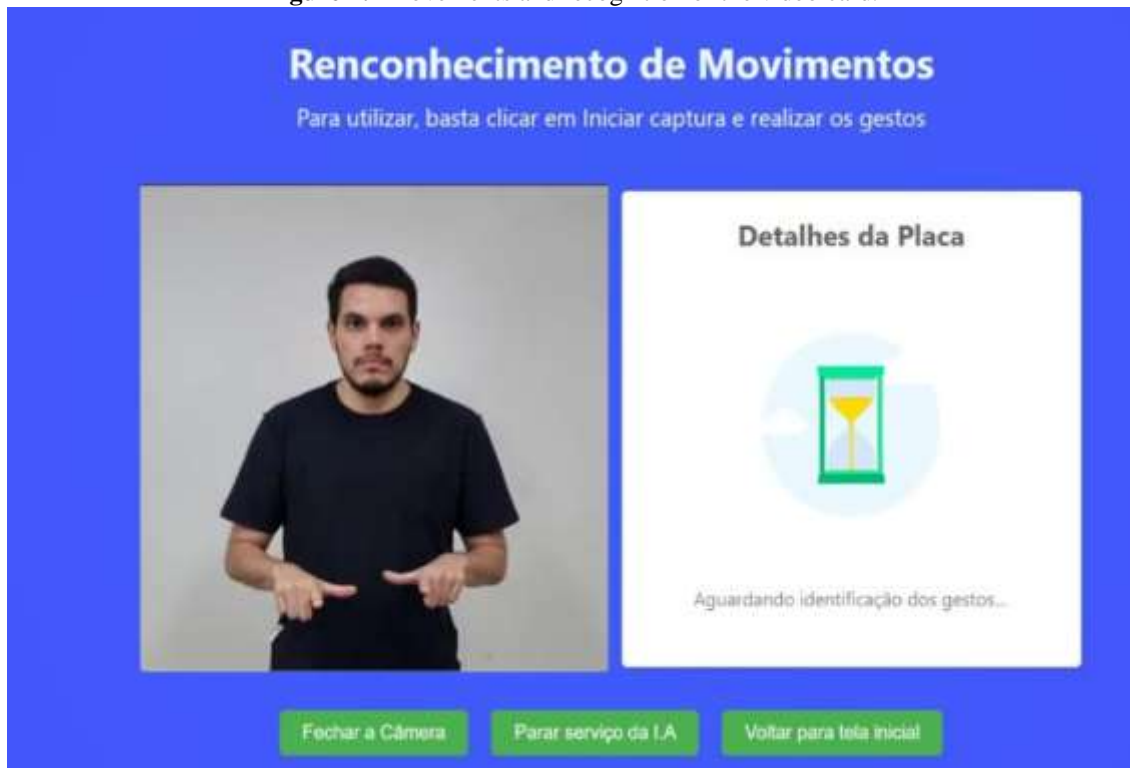 Renconhecimento de Movimentos
Para utilizar, basta clicar em Iniciar captura e realizar os gestos
Detalhes da Placa
Aguardando identificação dos gestos...
Fechar a Câmera Parar serviço da I.A Voltar para tela inicial